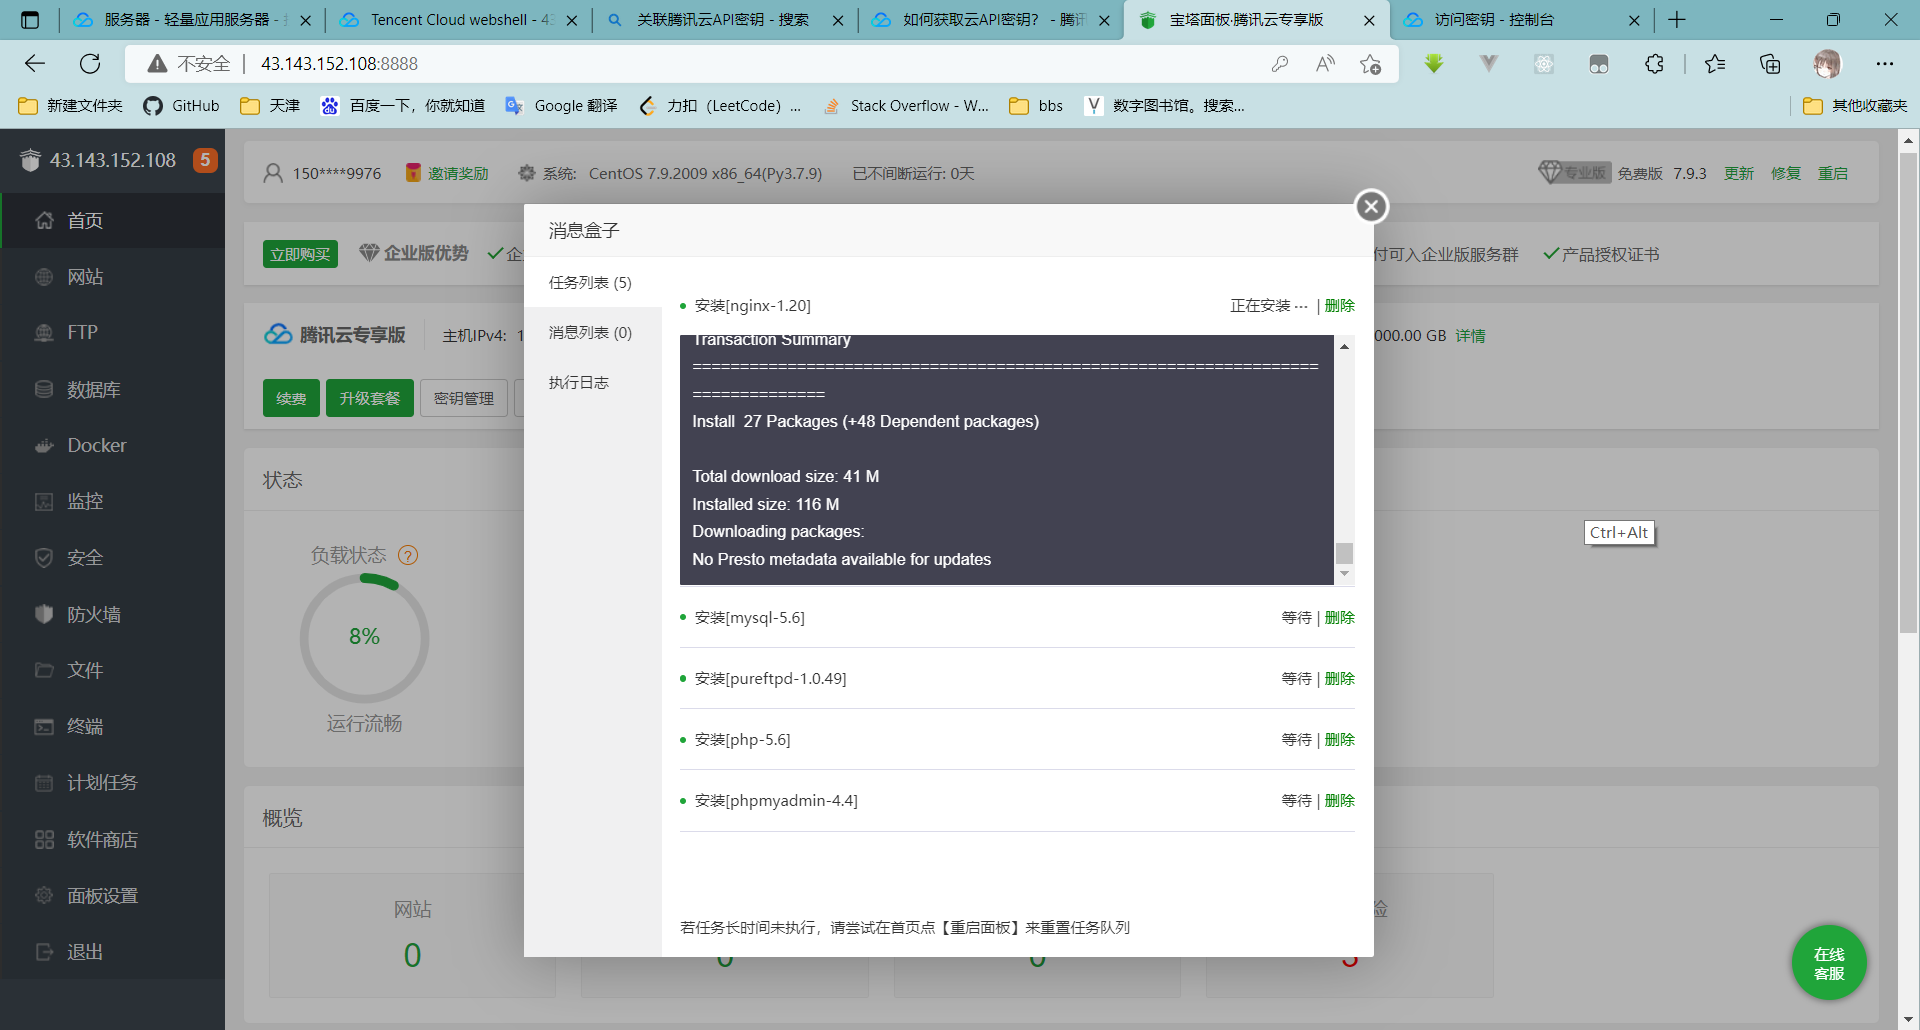 服务器 - 轻量应用服务器 -
Tencent Cloud webshell - 43
关联腾讯云API密钥 - 搜索
如何获取云API密钥？ - 腾讯
宝塔面板·腾讯云专享版
访问密钥 - 控制台
不安全
43.143.152.108:8888
新建文件夹
GitHub
天津
百度一下，你就知道
Google 翻译
力扣（LeetCode）...
Stack Overflow - W...
bbs
数字图书馆。搜索...
其他收藏夹
43.143.152.108
5
首页
网站
FTP
数据库
Docker
监控
安全
防火墙
文件
终端
计划任务
软件商店
面板设置
退出
150****9976
邀请奖励
系统: CentOS 7.9.2009 x86_64(Py3.7.9)
已不间断运行: 0天
专业版
免费版 7.9.3 更新 修复 重启
立即购买
企业版优势
企
付可入企业版服务群
产品授权证书
腾讯云专享版
主机IPv4: 1
000.00 GB 详情
续费
升级套餐
密钥管理
状态
负载状态 ?
8%
运行流畅
概览
网站
0
0
0
险
消息盒子
任务列表 (5)
消息列表 (0)
执行日志
安装[nginx-1.20]
正在安装 ··· | 删除
Transaction Summary
================================================================
==============
Install 27 Packages (+48 Dependent packages)
Total download size: 41 M
Installed size: 116 M
Downloading packages:
No Presto metadata available for updates
安装[mysql-5.6]
等待 | 删除
安装[pureftpd-1.0.49]
等待 | 删除
安装[php-5.6]
等待 | 删除
安装[phpmyadmin-4.4]
等待 | 删除
若任务长时间未执行，请尝试在首页点【重启面板】来重置任务队列
Ctrl+Alt
在线
客服